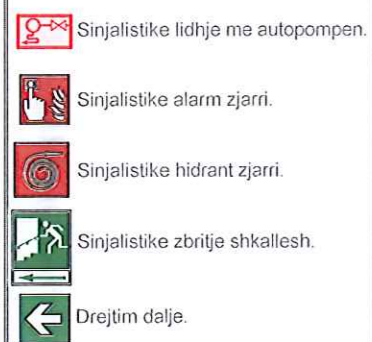 Sinjalistike lidhje me autopompen.
Sinjalistike alarm zjarri.
Sinjalistike hidrant zjarri.
Sinjalistike zbritje shkallesh.
Drejtim dalje.